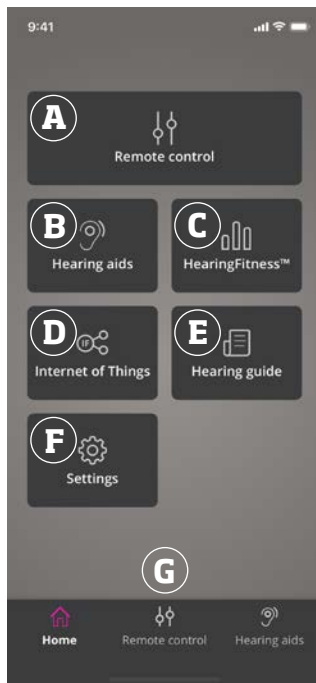 9:41
A
Remote control
B
C
Hearing aids
HearingFitness™
D
IF
E
Internet of Things
Hearing guide
F
Settings
G
Home
Remote control
Hearing aids